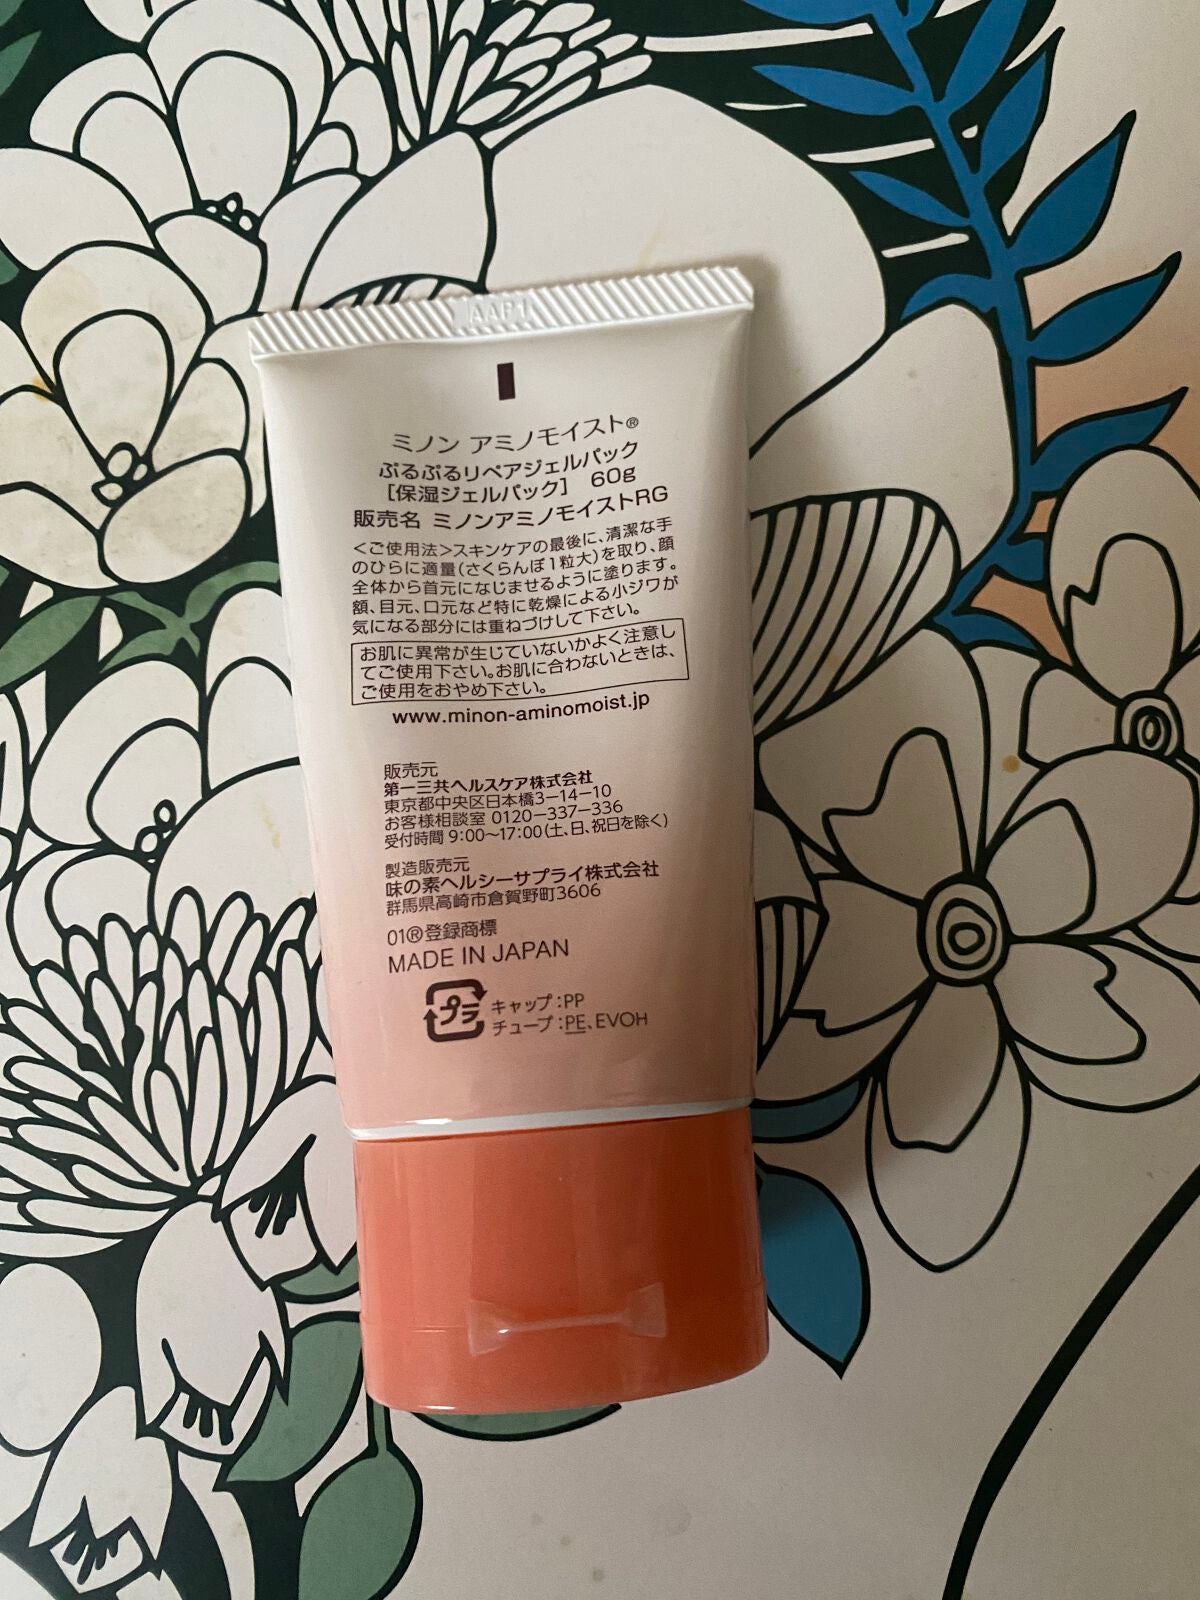 AAF1
ミノン アミノモイスト®
ぷるぷるリペアジェルパック
[保湿ジェルパック] 60g
販売名 ミノンアミノモイストRG
<ご使用法>スキンケアの最後に、清潔な手
のひらに適量(さくらんぼ1粒大)を取り、顔
全体から首元になじませるように塗ります。
額、目元、口元など特に乾燥による小ジワが
気になる部分には重ねづけして下さい。
お肌に異常が生じていないかよく注意し
てご使用下さい。お肌に合わないときは、
ご使用をおやめ下さい。
www.minon-aminomoist.jp
販売元
第一三共ヘルスケア株式会社
東京都中央区日本橋3-14-10
お客様相談室 0120-337-336
受付時間 9:00~17:00(土、日、祝日を除く)
製造販売元
味の素ヘルシーサプライ株式会社
群馬県高崎市倉賀野町3606
01®登録商標
MADE IN JAPAN
プラ
キャップ:PP
チューブ:PE、EVOH